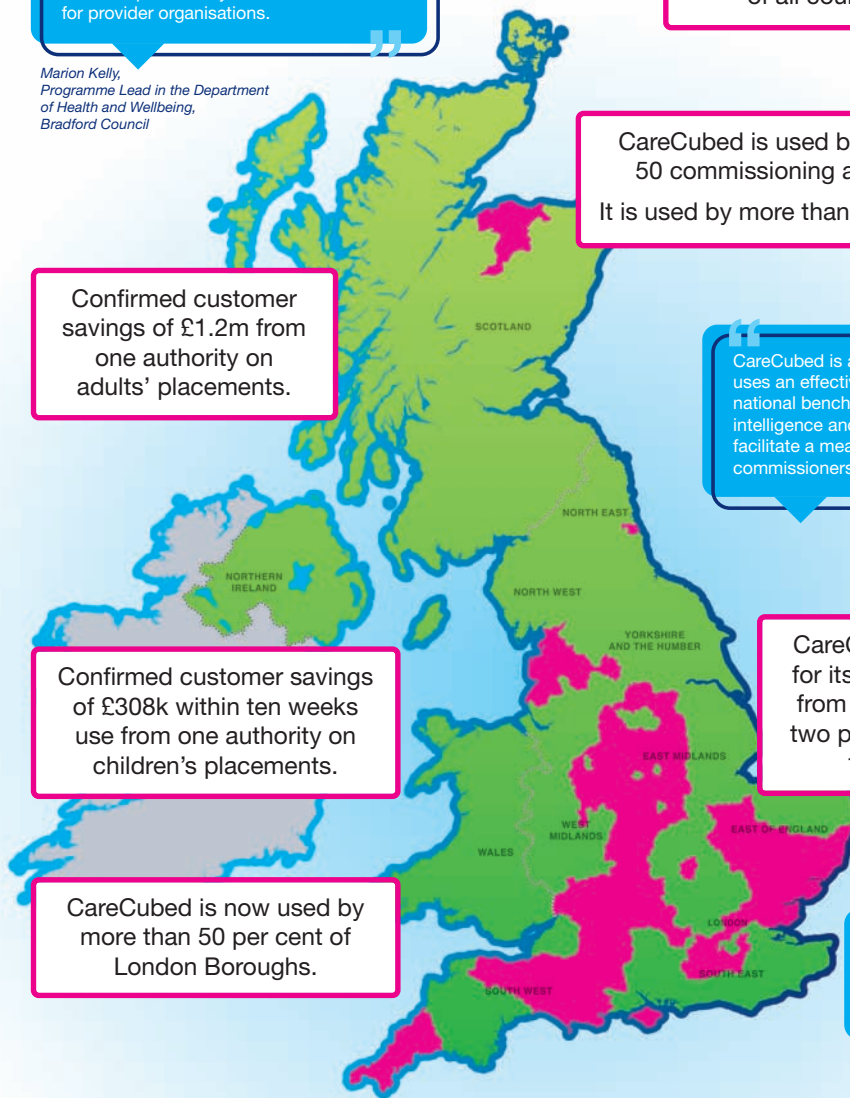 for provider organisations.
”
Marion Kelly,
Programme Lead in the Department
of Health and Wellbeing,
Bradford Council
CareCubed is used
50 commissioning
It is used by more than
Confirmed customer
savings of £1.2m from
one authority on
adults’ placements.
SCOTLAND
“
CareCubed is
uses an
national
intelligence
facilitate a
commissioners
NORTH EAST
NORTHERN
IRELAND
NORTH WEST
YORKSHIRE
AND THE HUMBER
for its
from
two
Confirmed customer savings
of £308k within ten weeks
use from one authority on
children’s placements.
EAST MIDLANDS
WEST
MIDLANDS
EAST OF ENGLAND
WALES
CareCubed is now used by
more than 50 per cent of
London Boroughs.
LONDON
SOUTH EAST
SOUTH WEST